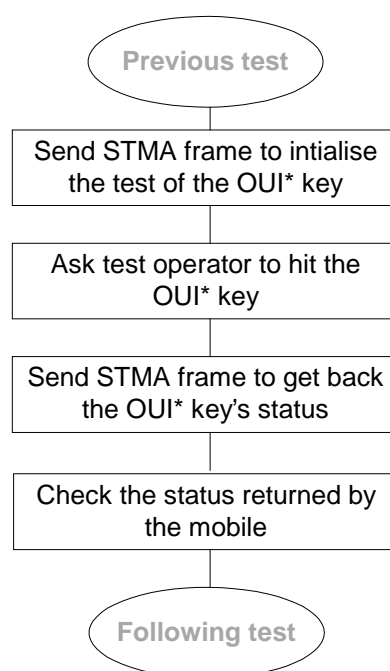 Previous test
Send STMA frame to intialise
the test of the OUI* key
Ask test operator to hit the
OUI* key
Send STMA frame to get back
the OUI* key's status
Check the status returned by
the mobile
Following test